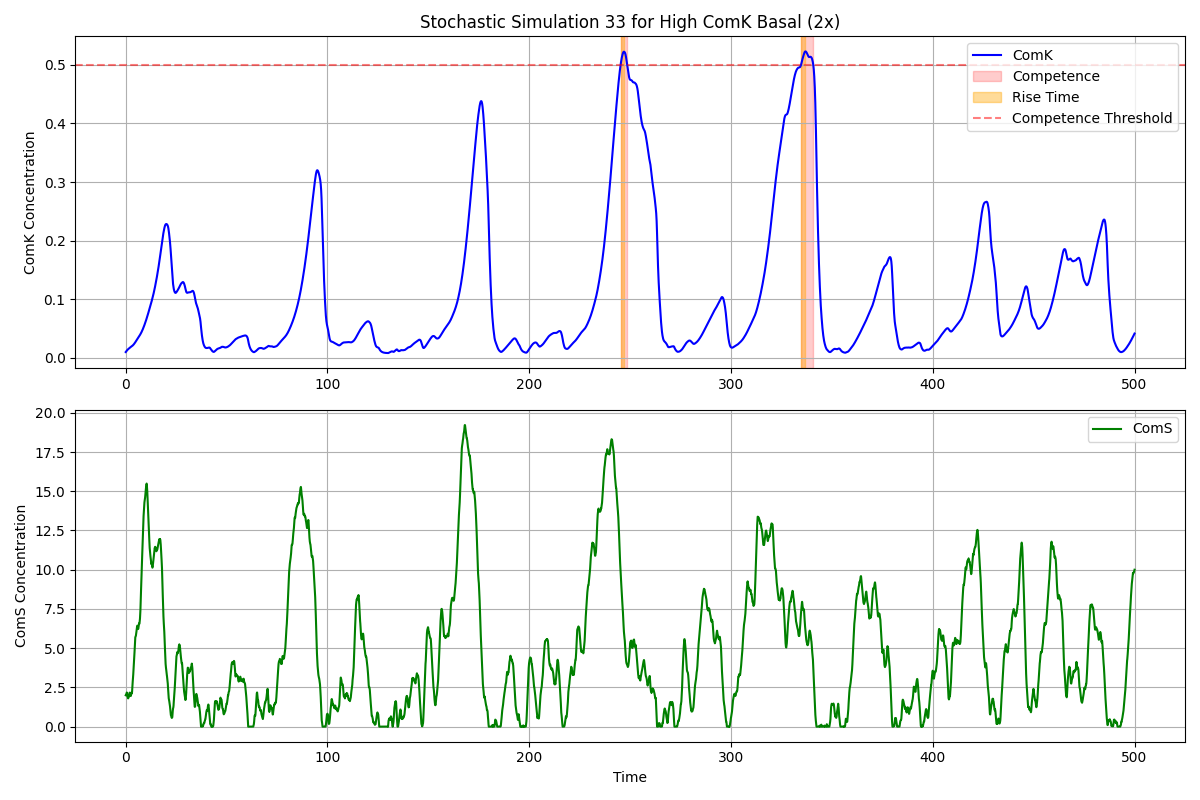 Stochastic Simulation 33 for High ComK Basal (2x)
ComK Concentration
0.5
0.4
0.3
0.2
0.1
0.0
ComK
Competence
Rise Time
Competence Threshold
0 100 200 300 400 500
ComS Concentration
20.0
17.5
15.0
12.5
10.0
7.5
5.0
2.5
0.0
ComS
0 100 200 300 400 500
Time